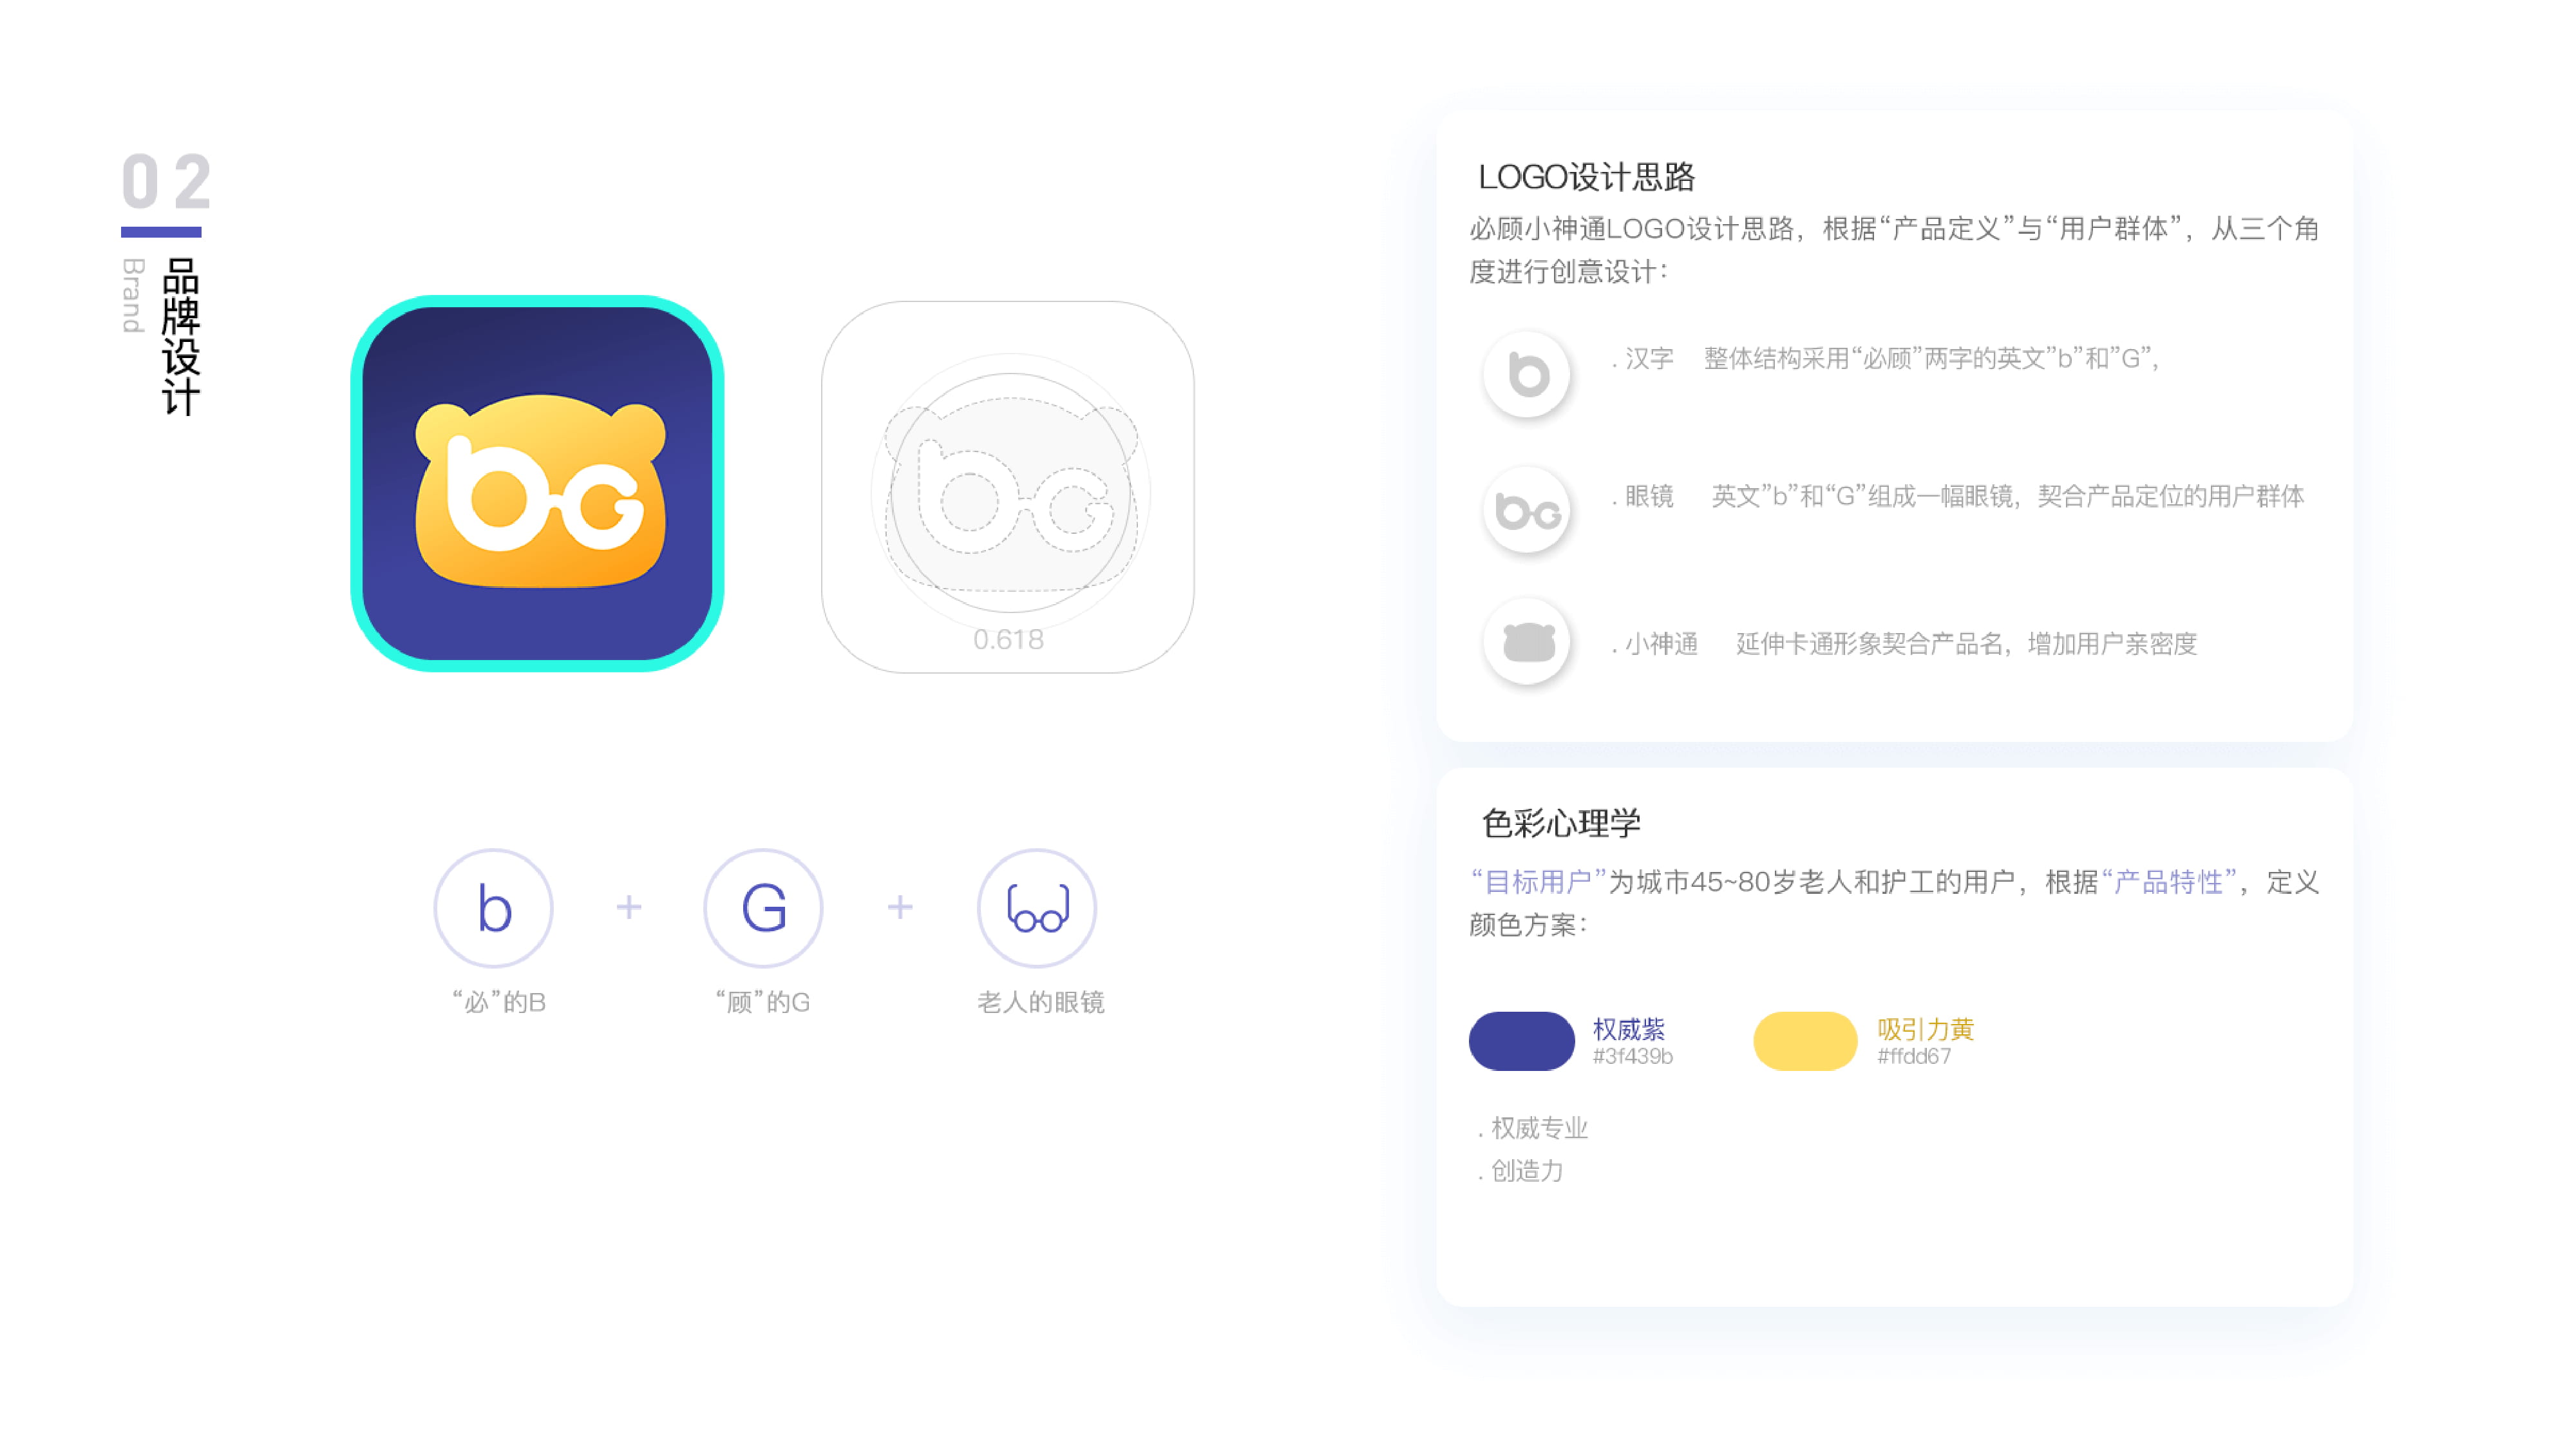 02
Brand
品牌设计
bG
0.618
b
+
G
+
“必”的B
“顾”的G
老人的眼镜
LOGO设计思路
必顾小神通LOGO设计思路，根据“产品定义”与“用户群体”，从三个角
度进行创意设计：
b
. 汉字 整体结构采用“必顾”两字的英文”b”和”G”，
bG
. 眼镜 英文”b”和“G”组成一幅眼镜，契合产品定位的用户群体
. 小神通 延伸卡通形象契合产品名，增加用户亲密度
色彩心理学
“目标用户”为城市45~80岁老人和护工的用户，根据“产品特性”，定义
颜色方案：
权威紫
#3f439b
吸引力黄
#ffdd67
. 权威专业
. 创造力